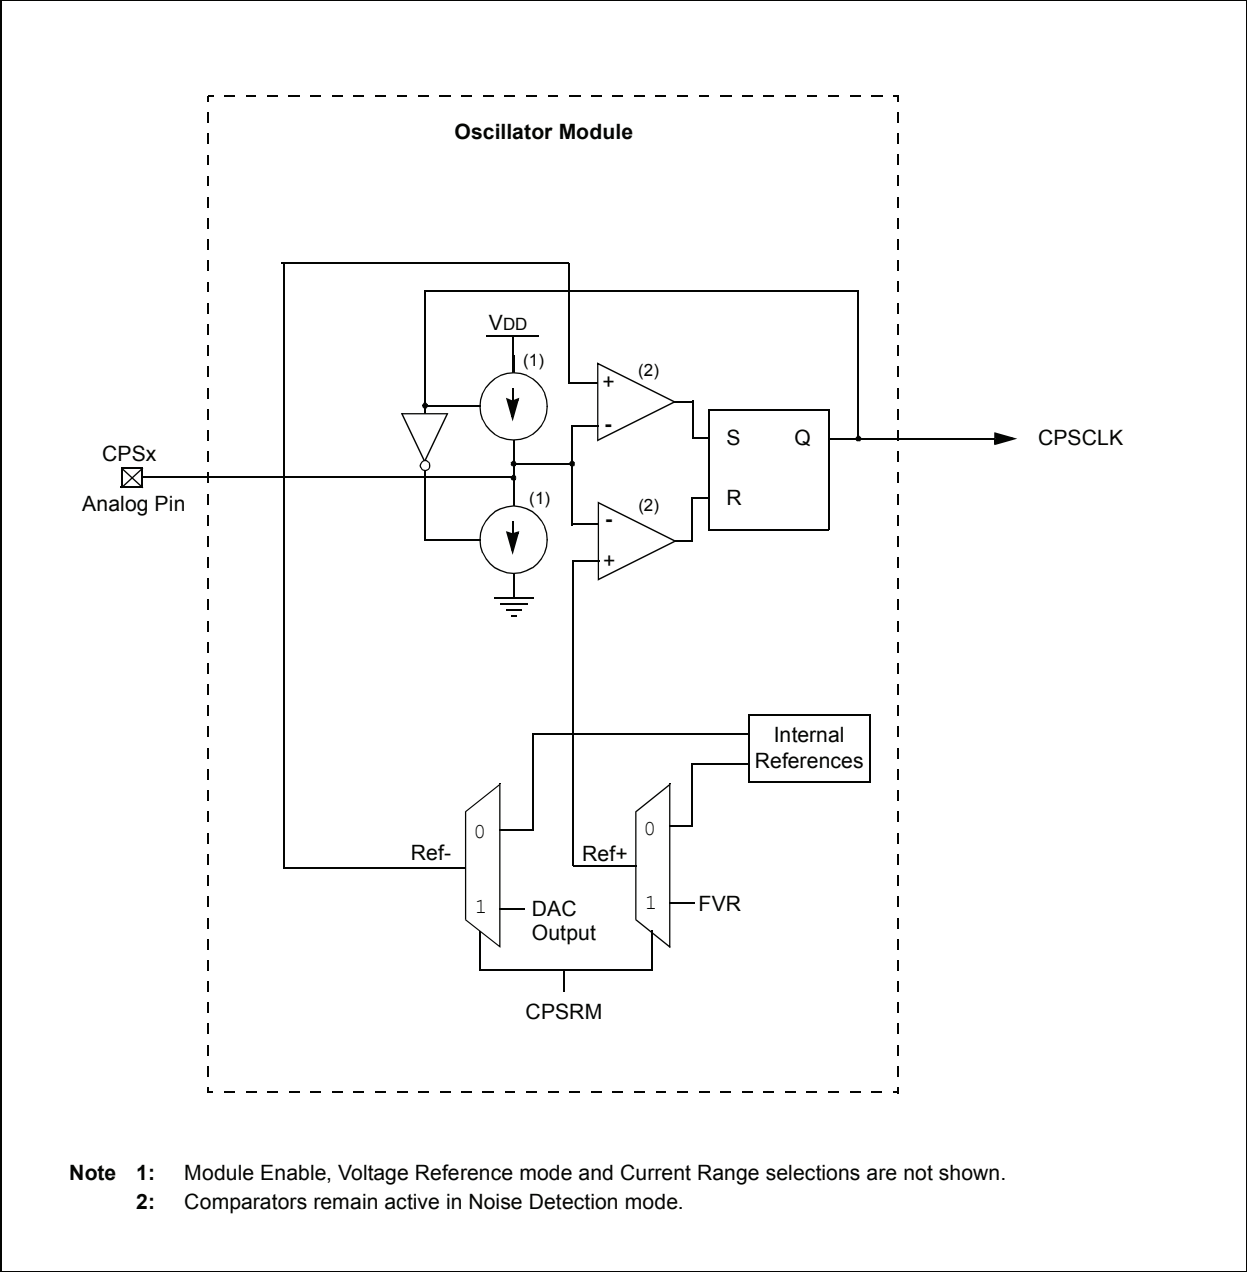 Oscillator Module
VDD
(1)
(2)
+
-
S Q
R
CPSCLK
CPSx
Analog Pin
(1)
(2)
-
+
Internal
References
0
0
Ref-
Ref+
1
DAC
Output
1
FVR
CPSRM
Note 1: Module Enable, Voltage Reference mode and Current Range selections are not shown.
2: Comparators remain active in Noise Detection mode.